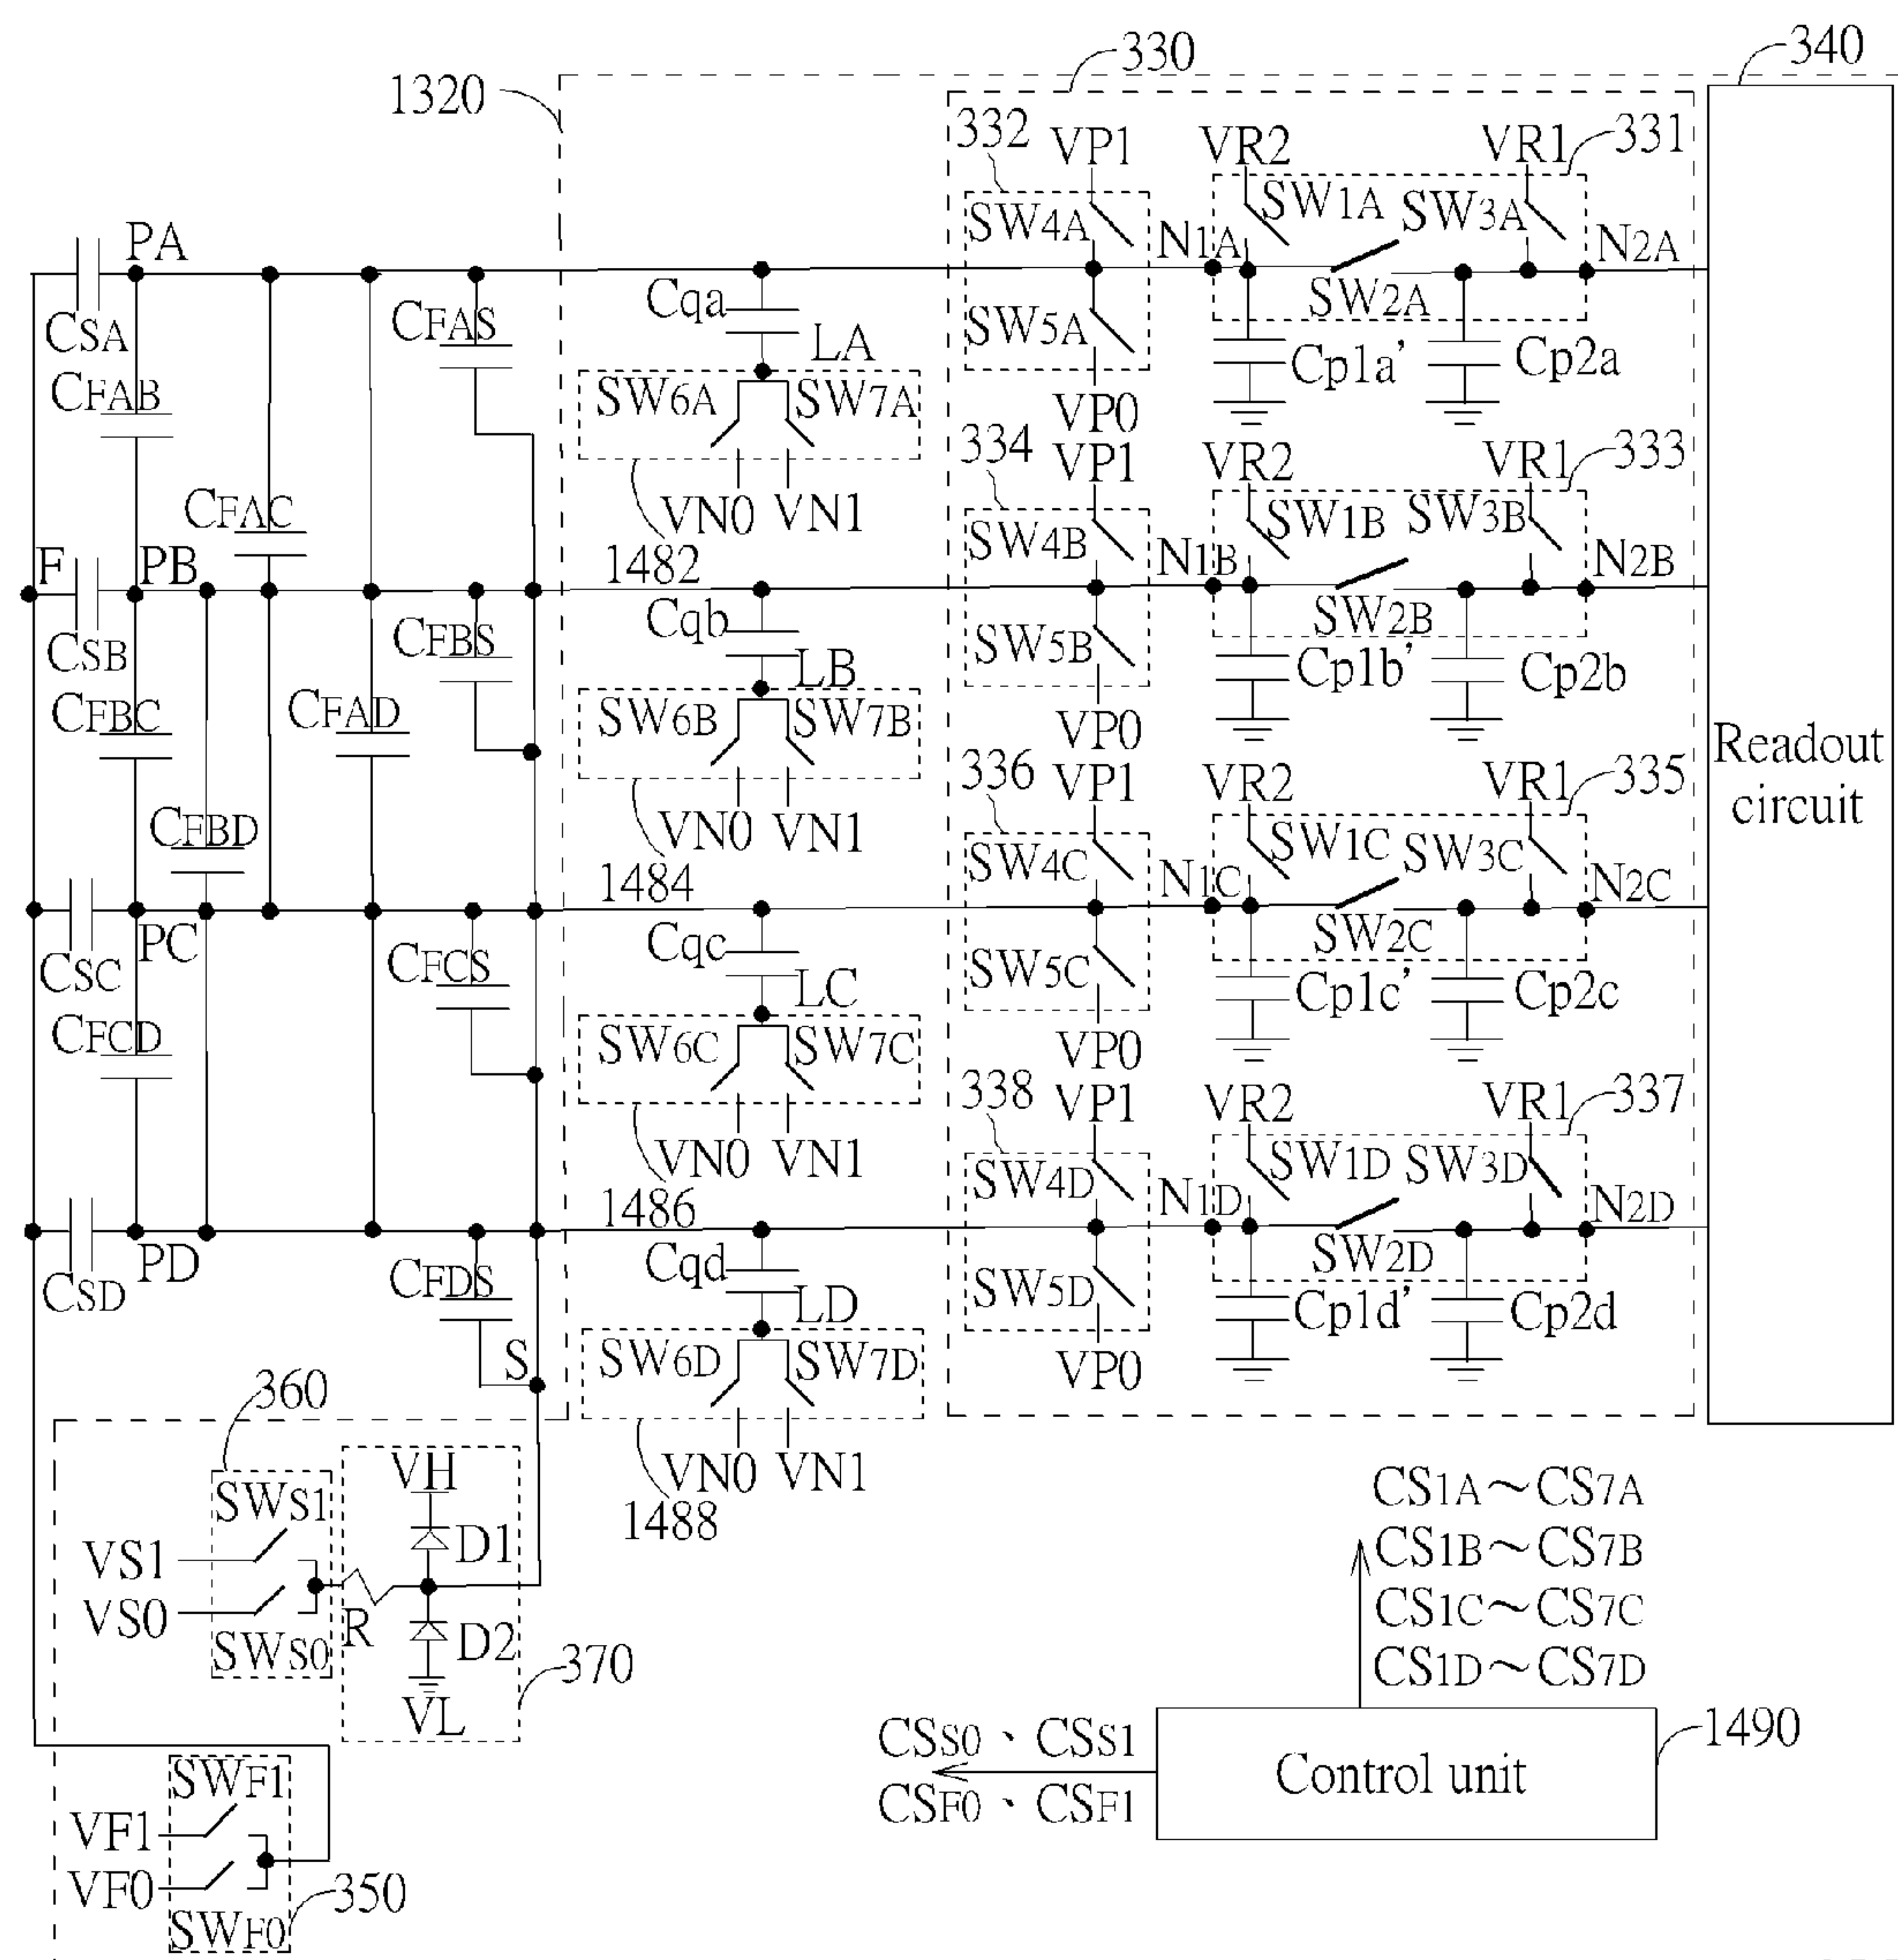 1320
330
340
332
VP1
VR2
VR1
331
SW4A
SW1A
SW3A
PA
N1A
N2A
CSA
CFAS
Cqa
SW2A
LA
SW5A
Cp1a’
Cp2a
CFAB
SW6A
SW7A
VP0
334
VP1
VR2
VR1
333
CFAC
VN0
VN1
1482
SW4B
SW1B
SW3B
F
PB
N1B
N2B
CSB
CFBS
Cqb
SW2B
LB
SW5B
Cp1b’
Cp2b
CFBC
CFAD
SW6B
SW7B
VP0
336
VP1
VR2
VR1
335
Readout
circuit
CFBD
VN0
VN1
1484
SW4C
SW1C
SW3C
N1C
N2C
PC
CSC
CFCS
Cqc
SW2C
LC
SW5C
Cp1c’
Cp2c
CFCD
SW6C
SW7C
VP0
338
VP1
VR2
VR1
337
VN0
VN1
1486
SW4D
SW1D
SW3D
N1D
N2D
PD
CSD
CFDS
Cqd
SW2D
LD
SW5D
Cp1d’
Cp2d
S
SW6D
SW7D
VP0
360
VN0
VN1
1488
VH
SWS1
VS1
D1
VS0
R
D2
SWS0
370
VL
CS1A～CS7A
CS1B～CS7B
CS1C～CS7C
CS1D～CS7D
CSS0、CSS1
CSF0、CSF1
Control unit
1490
SWF1
VF1
VF0
350
SWF0